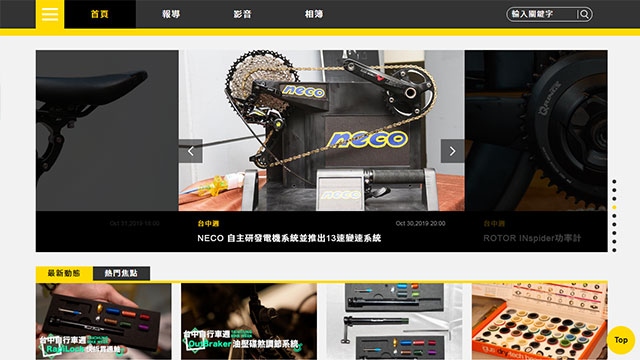 首頁 報導 影音 相簿 輸入關鍵字
neco
neco
neco
Oct 31,2019 16:00
台中週 Oct 30,2019 20:00 台中週
NECO 自主研發電機系統並推出13速變速系統 ROTOR INspider功率計
最新動態 熱門焦點
台中自行車週
台中自行車週
OutBraker 油壓碟煞調節系統
Top